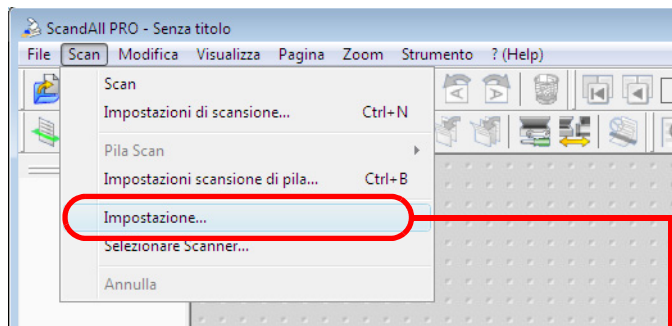 ScandAll PRO - Senza titolo
File Scan Modifica Visualizza Pagina Zoom Strumento ? (Help)
Scan
Impostazioni di scansione... Ctrl+N
Pila Scan
Impostazioni scansione di pila... Ctrl+B
Impostazione...
Selezionare Scanner...
Annulla